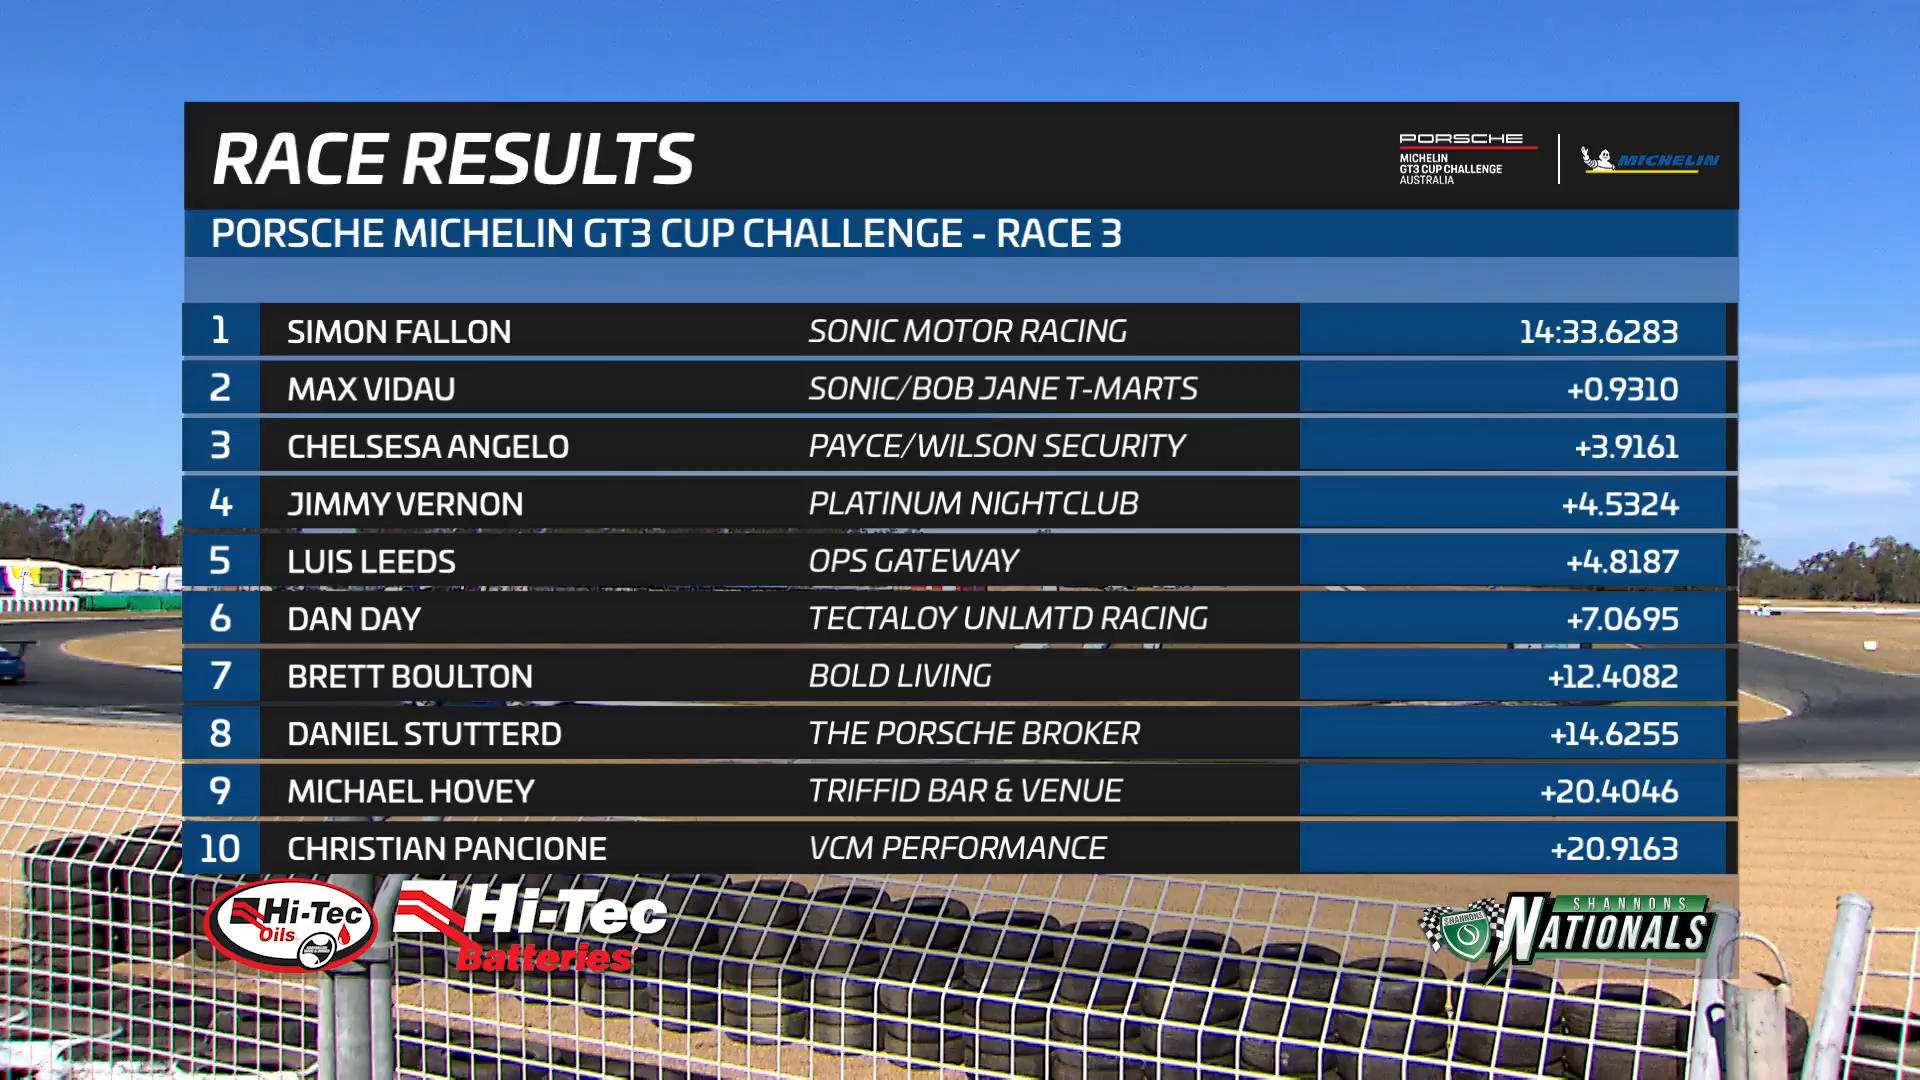 RACE RESULTS
PORSCHE
MICHELIN
GT3 CUP CHALLENGE
AUSTRALIA
MICHELIN
PORSCHE MICHELIN GT3 CUP CHALLENGE - RACE 3
1 SIMON FALLON SONIC MOTOR RACING 14:33.6283
2 MAX VIDAU SONIC/BOB JANE T-MARTS +0.9310
3 CHELSESA ANGELO PAYCE/WILSON SECURITY +3.9161
4 JIMMY VERNON PLATINUM NIGHTCLUB +4.5324
5 LUIS LEEDS OPS GATEWAY +4.8187
6 DAN DAY TECTALOY UNLMTD RACING +7.0695
7 BRETT BOULTON BOLD LIVING +12.4082
8 DANIEL STUTTERD THE PORSCHE BROKER +14.6255
9 MICHAEL HOVEY TRIFFID BAR & VENUE +20.4046
10 CHRISTIAN PANCIONE VCM PERFORMANCE +20.9163
Hi-Tec
Oils
Hi-Tec
Batteries
SHANNONS
SHANNONS
NATIONALS